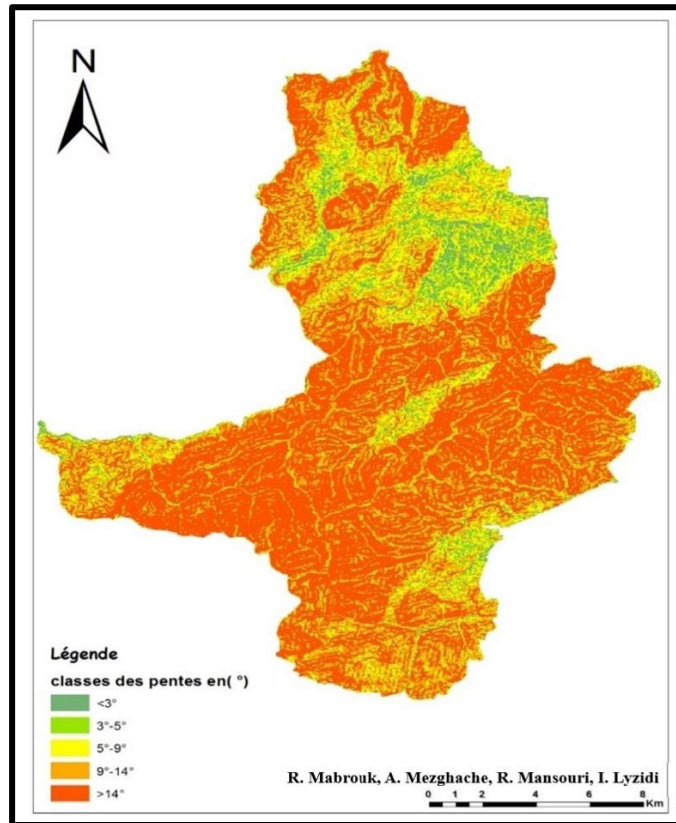 N
Légende
classes des pentes en( °)
<3°
3°-5°
5°-9°
9°-14°
>14°
R. Mabrouk, A. Mezghache, R. Mansouri, I. Lyzidi
0 1 2 4 6 8
Km